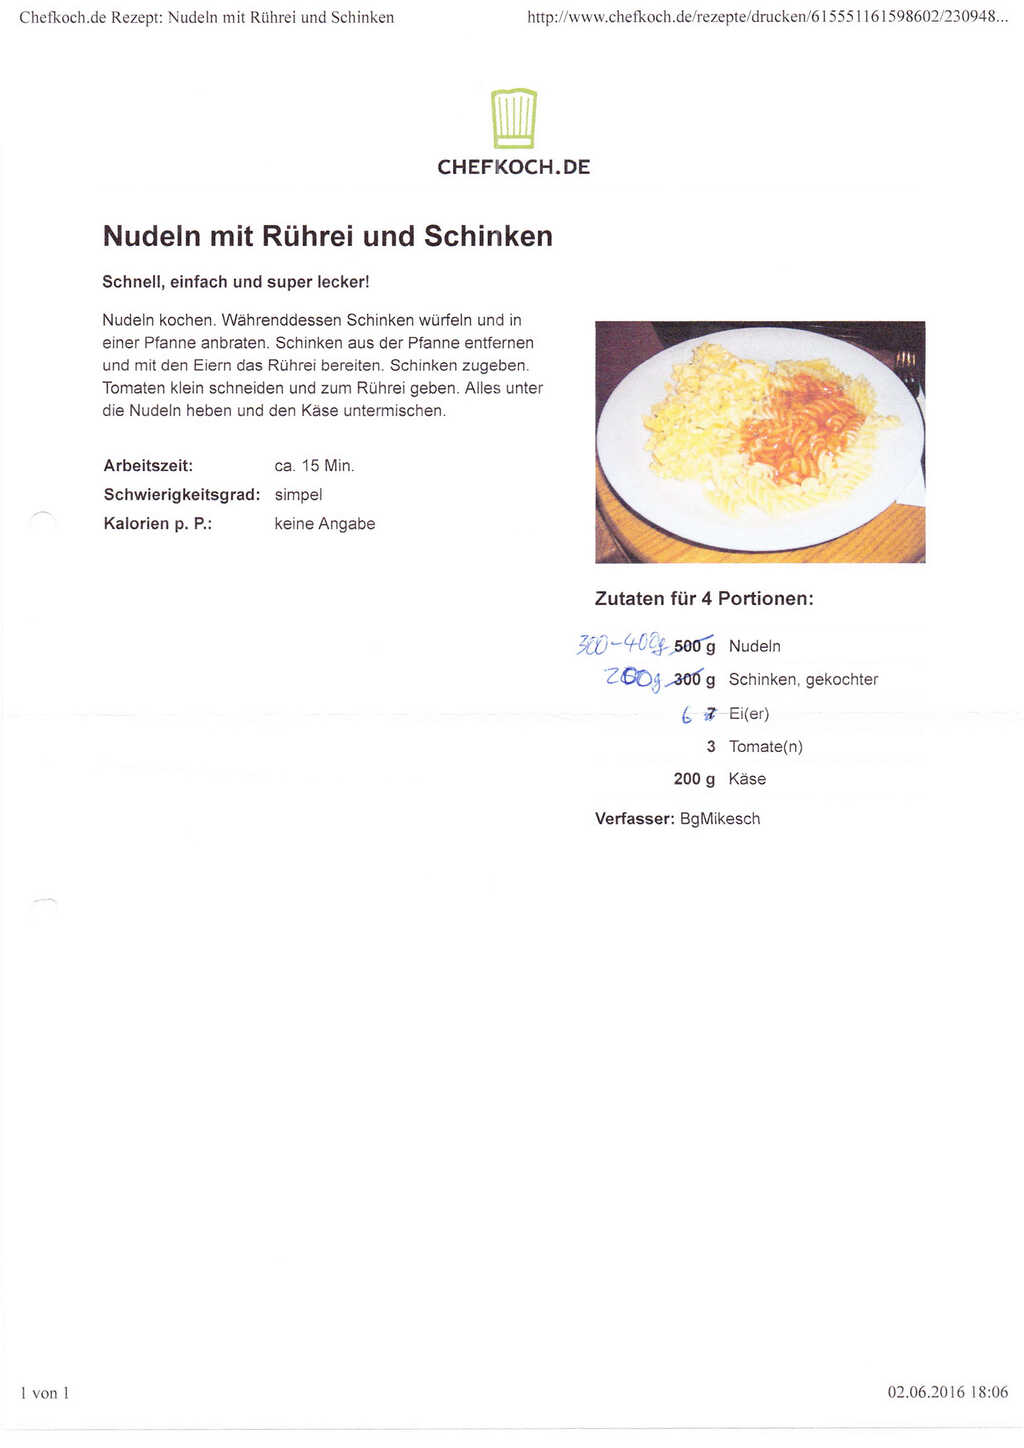 Chefkoch.de Rezept: Nudeln mit Rührei und Schinken http://www.chefkoch.de/rezepte/drucken/615551161598602/230948...
CHEFKOCH.DE
Nudeln mit Rührei und Schinken
Schnell, einfach und super lecker!
Nudeln kochen. Währenddessen Schinken würfeln und in
einer Pfanne anbraten. Schinken aus der Pfanne entfernen
und mit den Eiern das Rührei bereiten. Schinken zugeben.
Tomaten klein schneiden und zum Rührei geben. Alles unter
die Nudeln heben und den Käse untermischen.
Arbeitszeit: ca. 15 Min.
Schwierigkeitsgrad: simpel
Kalorien p. P.: keine Angabe
Zutaten für 4 Portionen:
300-400g 500 g Nudeln
200g 300 g Schinken, gekochter
6 7 Ei(er)
3 Tomate(n)
200 g Käse
Verfasser: BgMikesch
1 von 1 02.06.2016 18:06